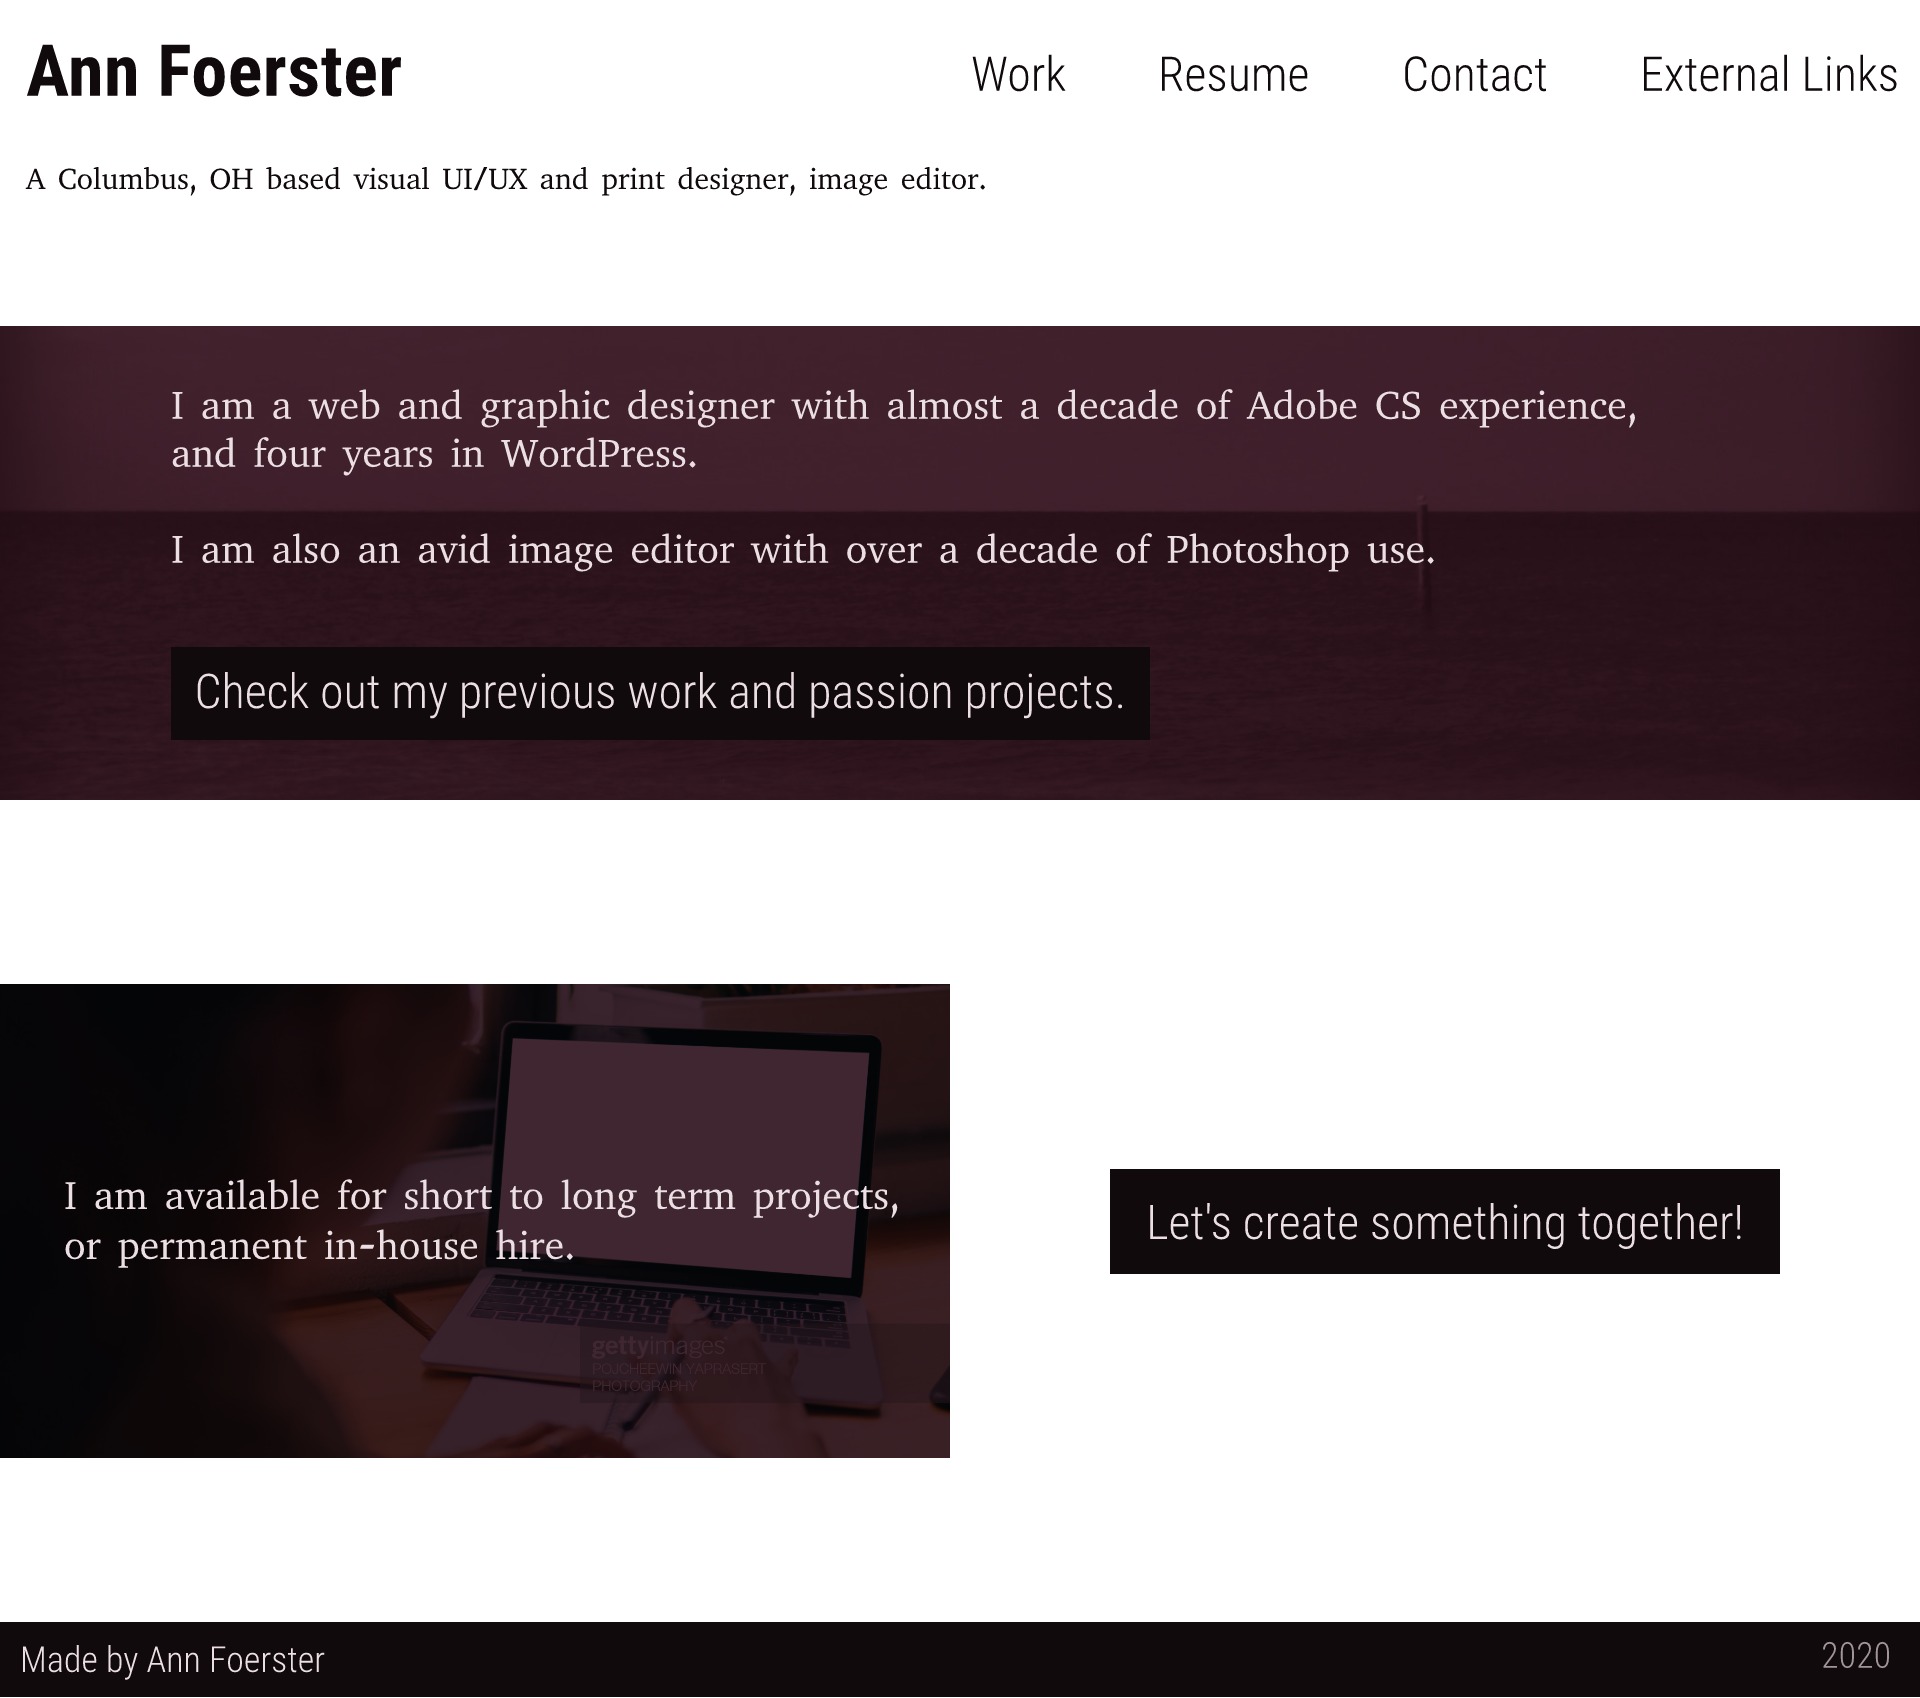 Ann Foerster
Work
Resume
Contact
External Links
A Columbus, OH based visual UI/UX and print designer, image editor.
I am a web and graphic designer with almost a decade of Adobe CS experience,
and four years in WordPress.
I am also an avid image editor with over a decade of Photoshop use.
Check out my previous work and passion projects.
I am available for short to long term projects,
or permanent in-house hire.
gettyimages
POJCHEEWIN YAPRASERT
PHOTOGRAPHY
Let's create something together!
Made by Ann Foerster
2020